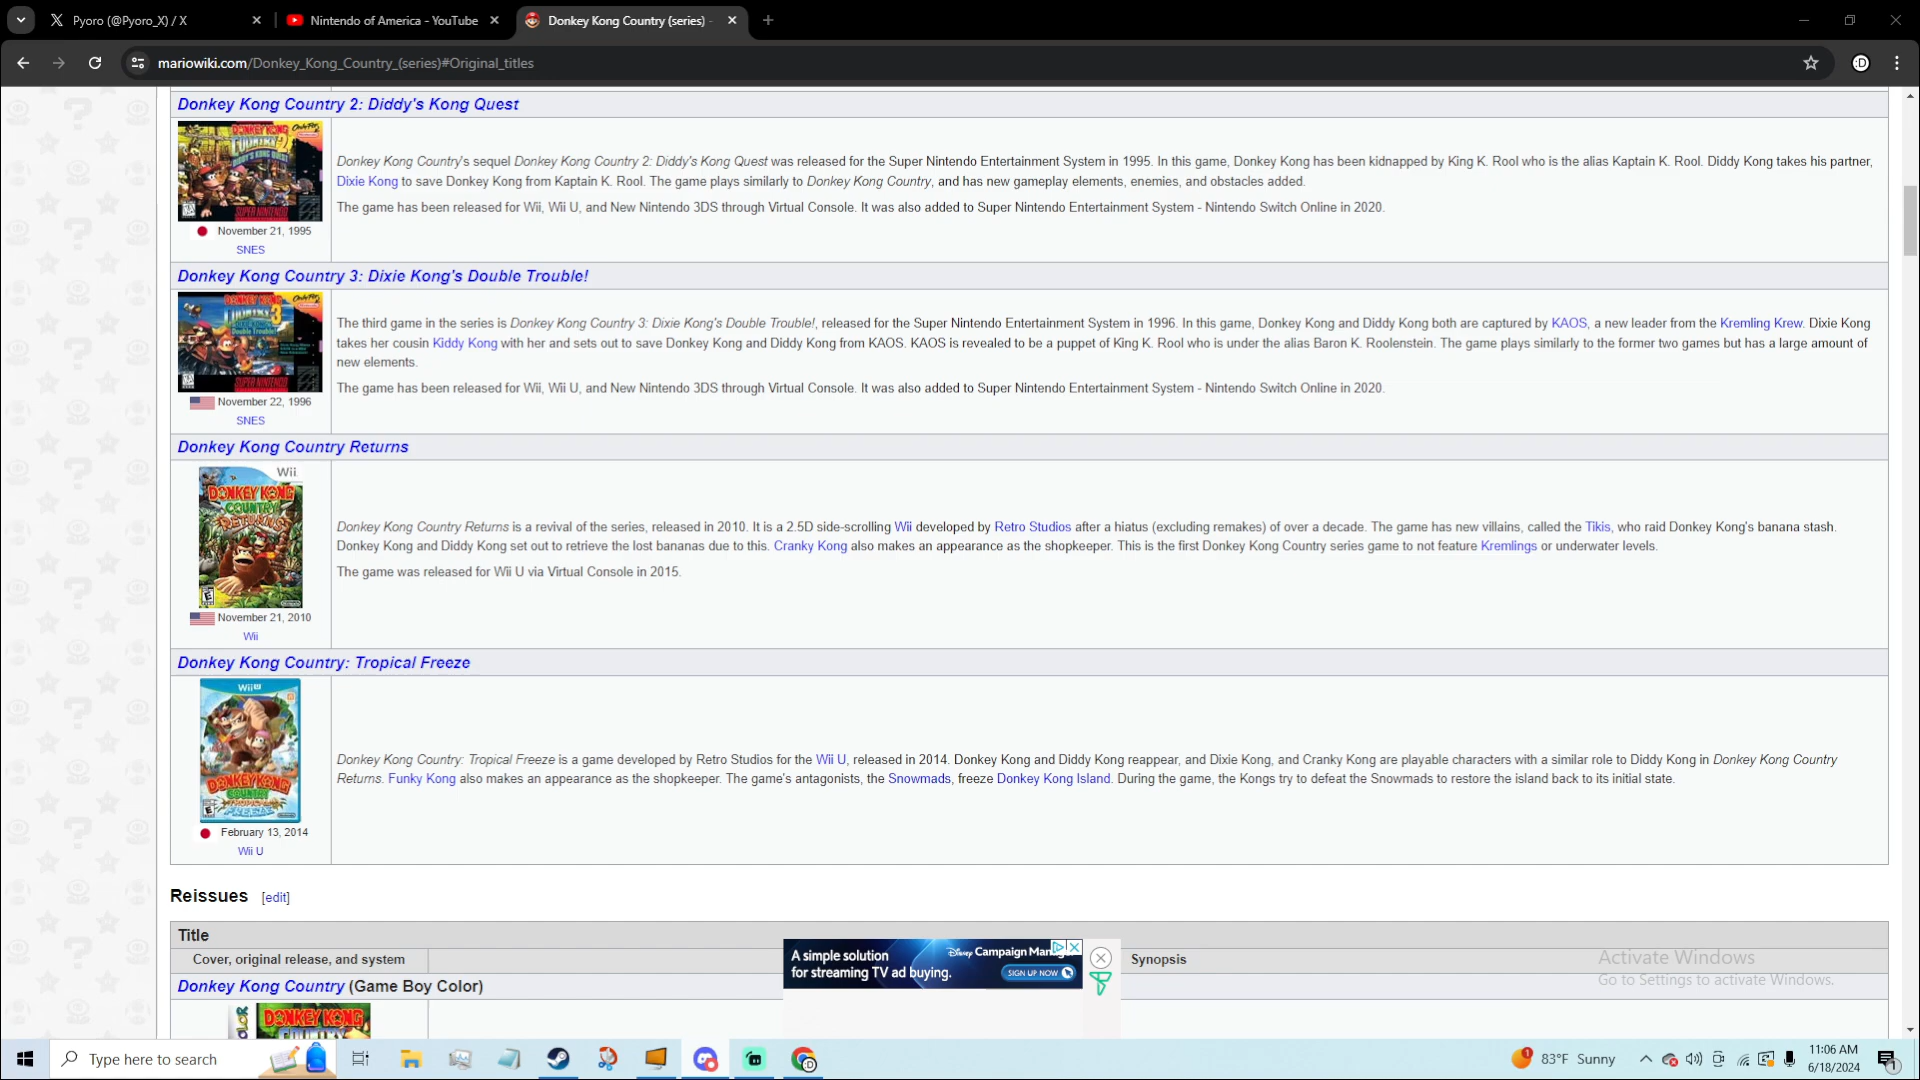 Pyoro (@Pyoro_X) / X
Nintendo of America - YouTube
Donkey Kong Country (series) -
mariowiki.com/Donkey_Kong_Country_(series)#Original_titles
Donkey Kong Country 2: Diddy's Kong Quest
Donkey Kong Country's sequel Donkey Kong Country 2: Diddy's Kong Quest was released for the Super Nintendo Entertainment System in 1995. In this game, Donkey Kong has been kidnapped by King K. Rool who is the alias Kaptain K. Rool. Diddy Kong takes his partner,
Dixie Kong to save Donkey Kong from Kaptain K. Rool. The game plays similarly to Donkey Kong Country, and has new gameplay elements, enemies, and obstacles added.
The game has been released for Wii, Wii U, and New Nintendo 3DS through Virtual Console. It was also added to Super Nintendo Entertainment System - Nintendo Switch Online in 2020.
November 21, 1995
SNES
Donkey Kong Country 3: Dixie Kong's Double Trouble!
The third game in the series is Donkey Kong Country 3: Dixie Kong's Double Trouble!, released for the Super Nintendo Entertainment System in 1996. In this game, Donkey Kong and Diddy Kong both are captured by KAOS, a new leader from the Kremling Krew. Dixie Kong
takes her cousin Kiddy Kong with her and sets out to save Donkey Kong and Diddy Kong from KAOS. KAOS is revealed to be a puppet of King K. Rool who is under the alias Baron K. Roolenstein. The game plays similarly to the former two games but has a large amount of
new elements.
The game has been released for Wii, Wii U, and New Nintendo 3DS through Virtual Console. It was also added to Super Nintendo Entertainment System - Nintendo Switch Online in 2020.
November 22, 1996
SNES
Donkey Kong Country Returns
Wii
DONKEY KONG
COUNTRY
RETURNS
Donkey Kong Country Returns is a revival of the series, released in 2010. It is a 2.5D side-scrolling Wii developed by Retro Studios after a hiatus (excluding remakes) of over a decade. The game has new villains, called the Tikis, who raid Donkey Kong's banana stash.
Donkey Kong and Diddy Kong set out to retrieve the lost bananas due to this. Cranky Kong also makes an appearance as the shopkeeper. This is the first Donkey Kong Country series game to not feature Kremlings or underwater levels.
The game was released for Wii U via Virtual Console in 2015.
November 21, 2010
Wii
Donkey Kong Country: Tropical Freeze
Wii U
DONKEY KONG
COUNTRY
TROPICAL
FREEZE
Donkey Kong Country: Tropical Freeze is a game developed by Retro Studios for the Wii U, released in 2014. Donkey Kong and Diddy Kong reappear, and Dixie Kong, and Cranky Kong are playable characters with a similar role to Diddy Kong in Donkey Kong Country
Returns. Funky Kong also makes an appearance as the shopkeeper. The game's antagonists, the Snowmads, freeze Donkey Kong Island. During the game, the Kongs try to defeat the Snowmads to restore the island back to its initial state.
February 13, 2014
Wii U
Reissues [edit]
Title
Cover, original release, and system
Synopsis
A simple solution
for streaming TV ad buying.
Disney Campaign Manager
SIGN UP NOW
Donkey Kong Country (Game Boy Color)
DONKEY KONG
Activate Windows
Go to Settings to activate Windows.
Type here to search
83°F Sunny
11:06 AM
6/18/2024